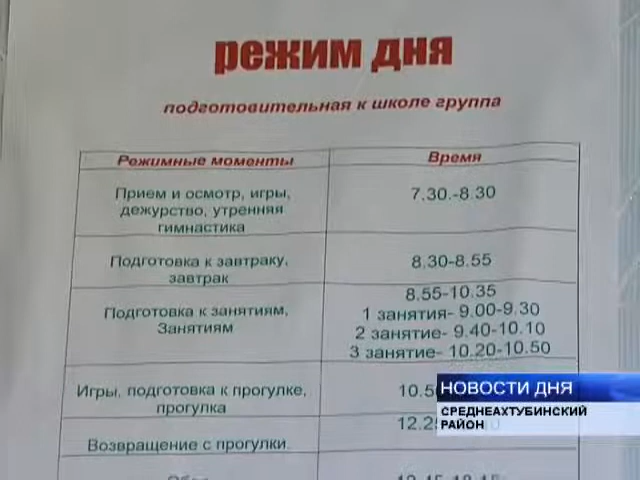 режим дня
подготовительная к школе группа
Режимные моменты Время
Прием и осмотр, игры, 7.30.-8.30
дежурство, утренняя
гимнастика
Подготовка к завтраку, 8.30-8.55
завтрак
8.55-10.35
Подготовка к занятиям, 1 занятия- 9.00-9.30
Занятиям 2 занятие- 9.40-10.10
3 занятие- 10.20-10.50
Игры, подготовка к прогулке,
прогулка
Возвращение с прогулки.
НОВОСТИ ДНЯ
СРЕДНЕАХТУБИНСКИЙ
РАЙОН